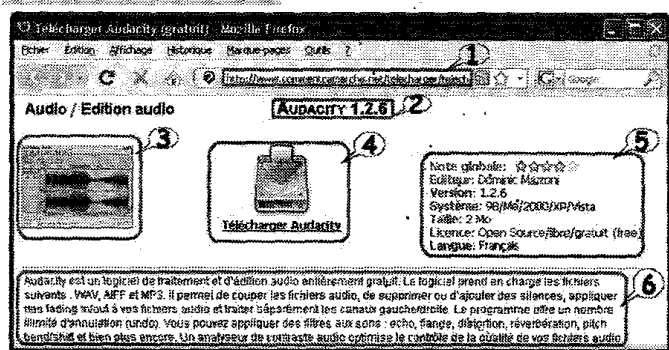 Télécharger Audacity (gratuit) - Mozilla Firefox
Fichier Edition Affichage Historique Marque-pages Outils ?
1
http://www.commentcamarche.net/telecharger/telech
Google
Audio / Edition audio
AUDACITY 1.2.6
2
3
4
5
Télécharger Audacity
Note globale:
Editeur: Dominic Mazzoni
Version: 1.2.6
Système: 98/Me/2000/XP/Vista
Taille: 2 Mo
Licence: Open Source/libre/gratuit (free)
Langue: Français
6
Audacity est un logiciel de traitement et d'édition audio entièrement gratuit. Le logiciel prend en charge les fichiers
suivants : WAV, AIFF et MP3. Il permet de couper les fichiers audio, de supprimer ou d'ajouter des silences, appliquer
des fading in/out à vos fichiers audio et traiter séparément les canaux gauche/droite. Le programme offre un nombre
illimité d'annulation (undo). Vous pouvez appliquer des filtres aux sons : echo, flange, distortion, réverbération, pitch
bend/shift et bien plus encore. Un analyseur de contraste audio optimise le contrôle de la qualité de vos fichiers audio